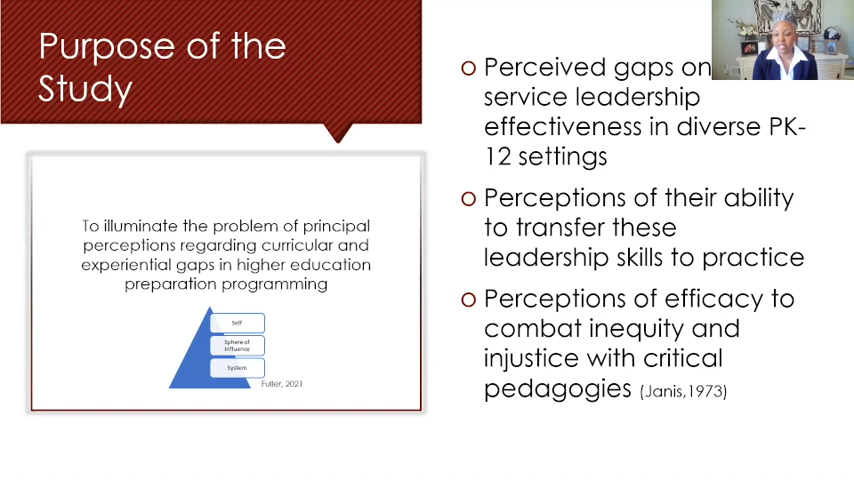 Purpose of the
Study
To illuminate the problem of principal
perceptions regarding curricular and
experiential gaps in higher education
preparation programming
Self
Sphere of
Influence
System
Fuller, 2021
o Perceived gaps on
service leadership
effectiveness in diverse PK-
12 settings
o Perceptions of their ability
to transfer these
leadership skills to practice
o Perceptions of efficacy to
combat inequity and
injustice with critical
pedagogies (Janis,1973)